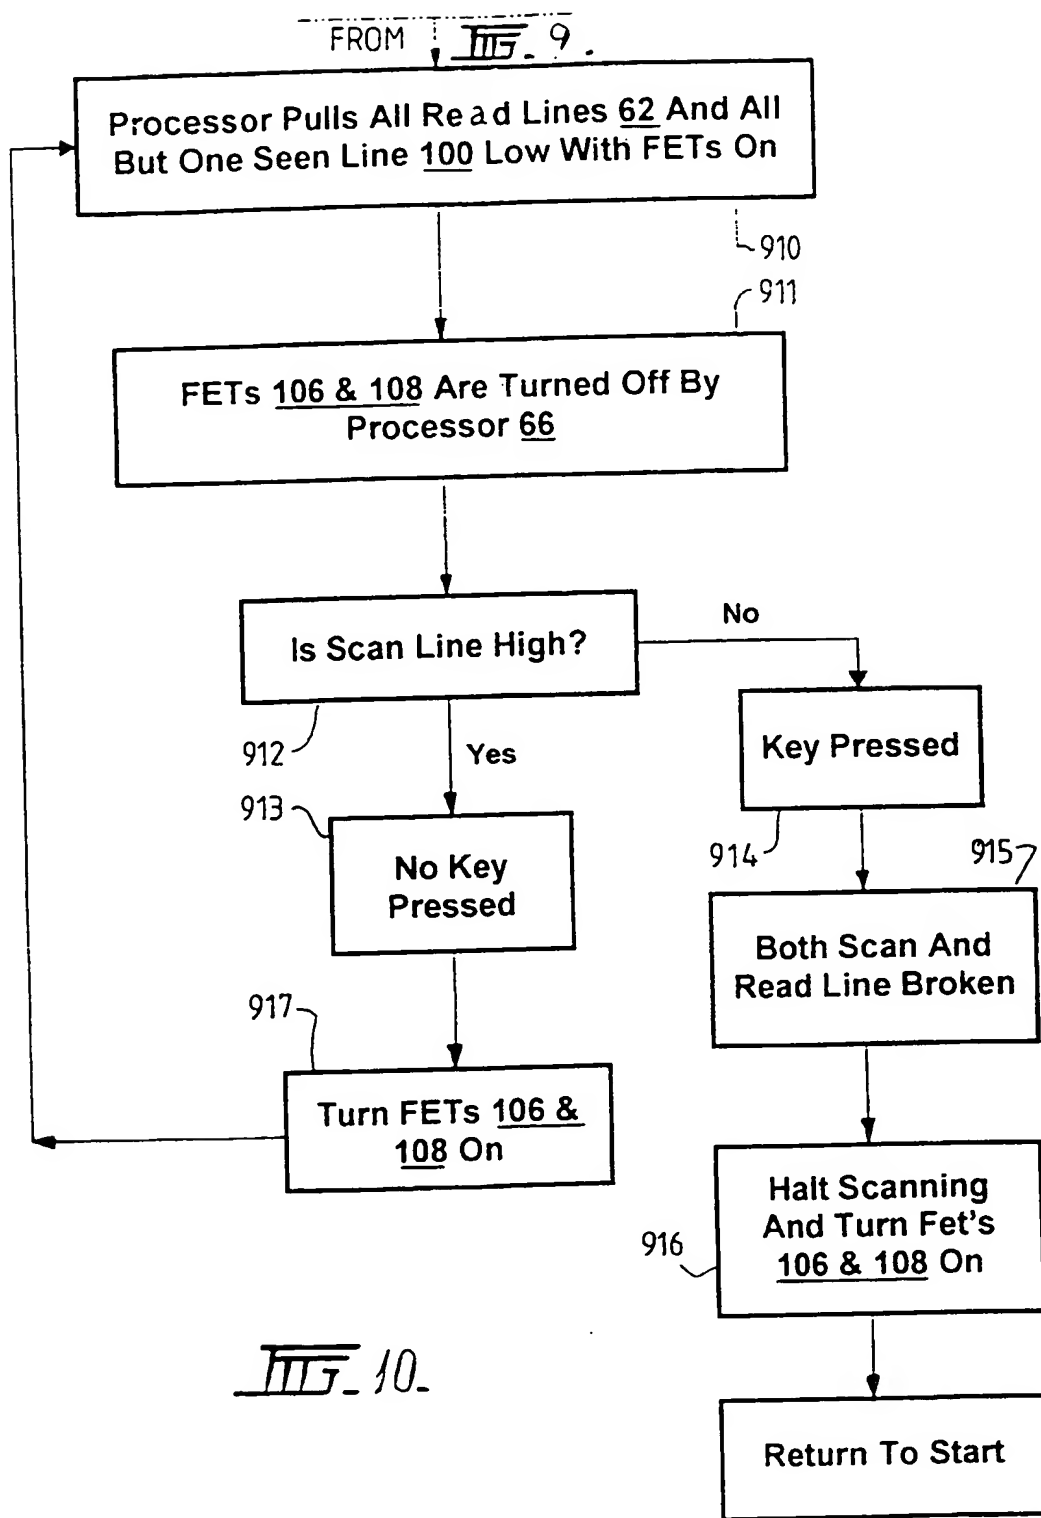 FROM FIG. 9.
Processor Pulls All Read Lines 62 And All
But One Seen Line 100 Low With FETs On
910
911
FETs 106 & 108 Are Turned Off By
Processor 66
Is Scan Line High?
No
912
Yes
Key Pressed
913
914
915
No Key
Pressed
Both Scan And
Read Line Broken
917
Turn FETs 106 &
108 On
Halt Scanning
And Turn Fet's
106 & 108 On
916
FIG. 10.
Return To Start